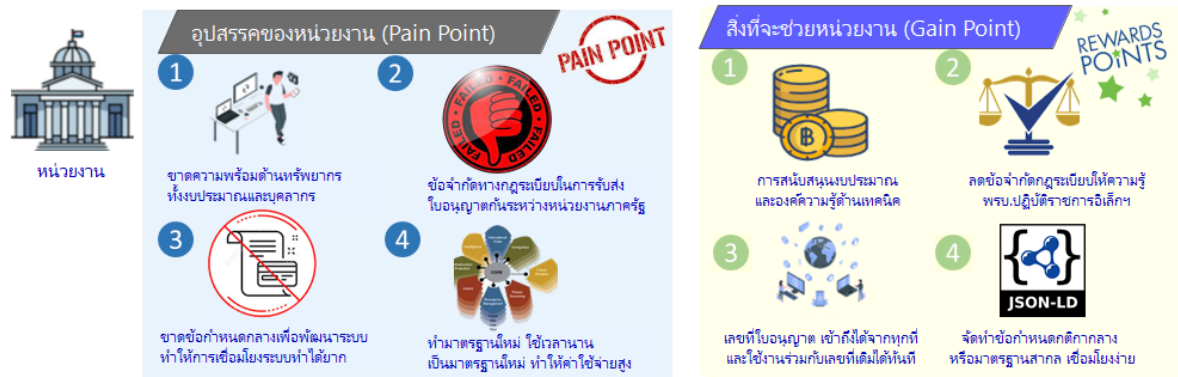 อุปสรรคของหน่วยงาน (Pain Point)
PAIN POINT
หน่วยงาน
1
ขาดความพร้อมด้านทรัพยากร
ทั้งงบประมาณและบุคลากร
2
FAILED • FAILED • FAILED • FAILED
ข้อจำกัดทางกฎระเบียบในการรับส่ง
ใบอนุญาตกันระหว่างหน่วยงานภาครัฐ
3
ขาดข้อกำหนดกลางเพื่อพัฒนาระบบ
ทำให้การเชื่อมโยงระบบทำได้ยาก
4
ทำมาตรฐานใหม่ ใช้เวลานาน
เป็นมาตรฐานใหม่ ทำให้ค่าใช้จ่ายสูง
สิ่งที่จะช่วยหน่วยงาน (Gain Point)
REWARDS
POINTS
1
การสนับสนุนงบประมาณ
และองค์ความรู้ด้านเทคนิค
2
ลดข้อจำกัดกฎระเบียบให้ความรู้
พรบ.ปฏิบัติราชการอิเล็กฯ
3
เลขที่ใบอนุญาต เข้าถึงได้จากทุกที่
และใช้งานร่วมกับเลขที่เดิมได้ทันที
4
JSON-LD
จัดทำข้อกำหนดกติกากลาง
หรือมาตรฐานสากล เชื่อมโยงง่าย